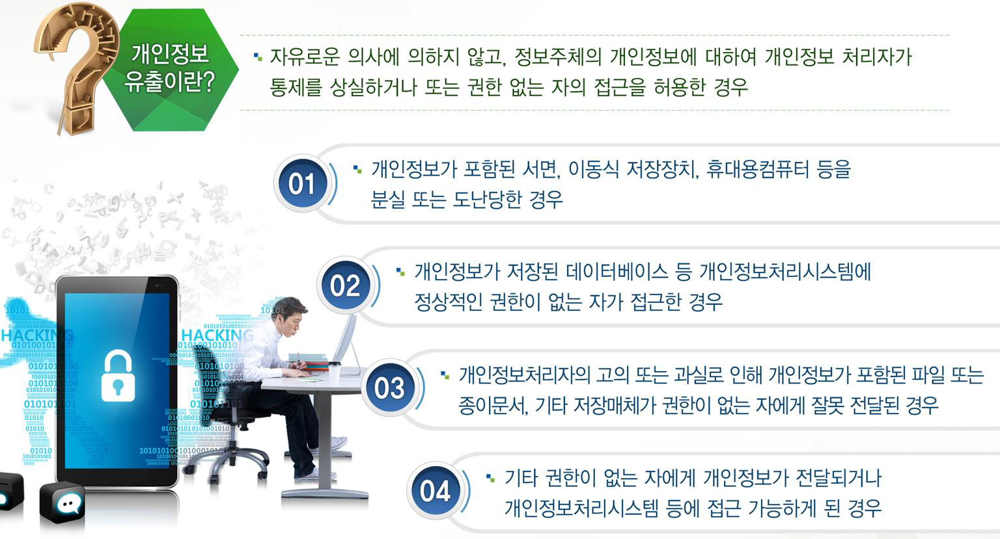 개인정보
유출이란?
자유로운 의사에 의하지 않고, 정보주체의 개인정보에 대하여 개인정보 처리자가
통제를 상실하거나 또는 권한 없는 자의 접근을 허용한 경우
01
개인정보가 포함된 서면, 이동식 저장장치, 휴대용컴퓨터 등을
분실 또는 도난당한 경우
02
개인정보가 저장된 데이터베이스 등 개인정보처리시스템에
정상적인 권한이 없는 자가 접근한 경우
03
개인정보처리자의 고의 또는 과실로 인해 개인정보가 포함된 파일 또는
종이문서, 기타 저장매체가 권한이 없는 자에게 잘못 전달된 경우
04
기타 권한이 없는 자에게 개인정보가 전달되거나
개인정보처리시스템 등에 접근 가능하게 된 경우
HACKING
HACKING